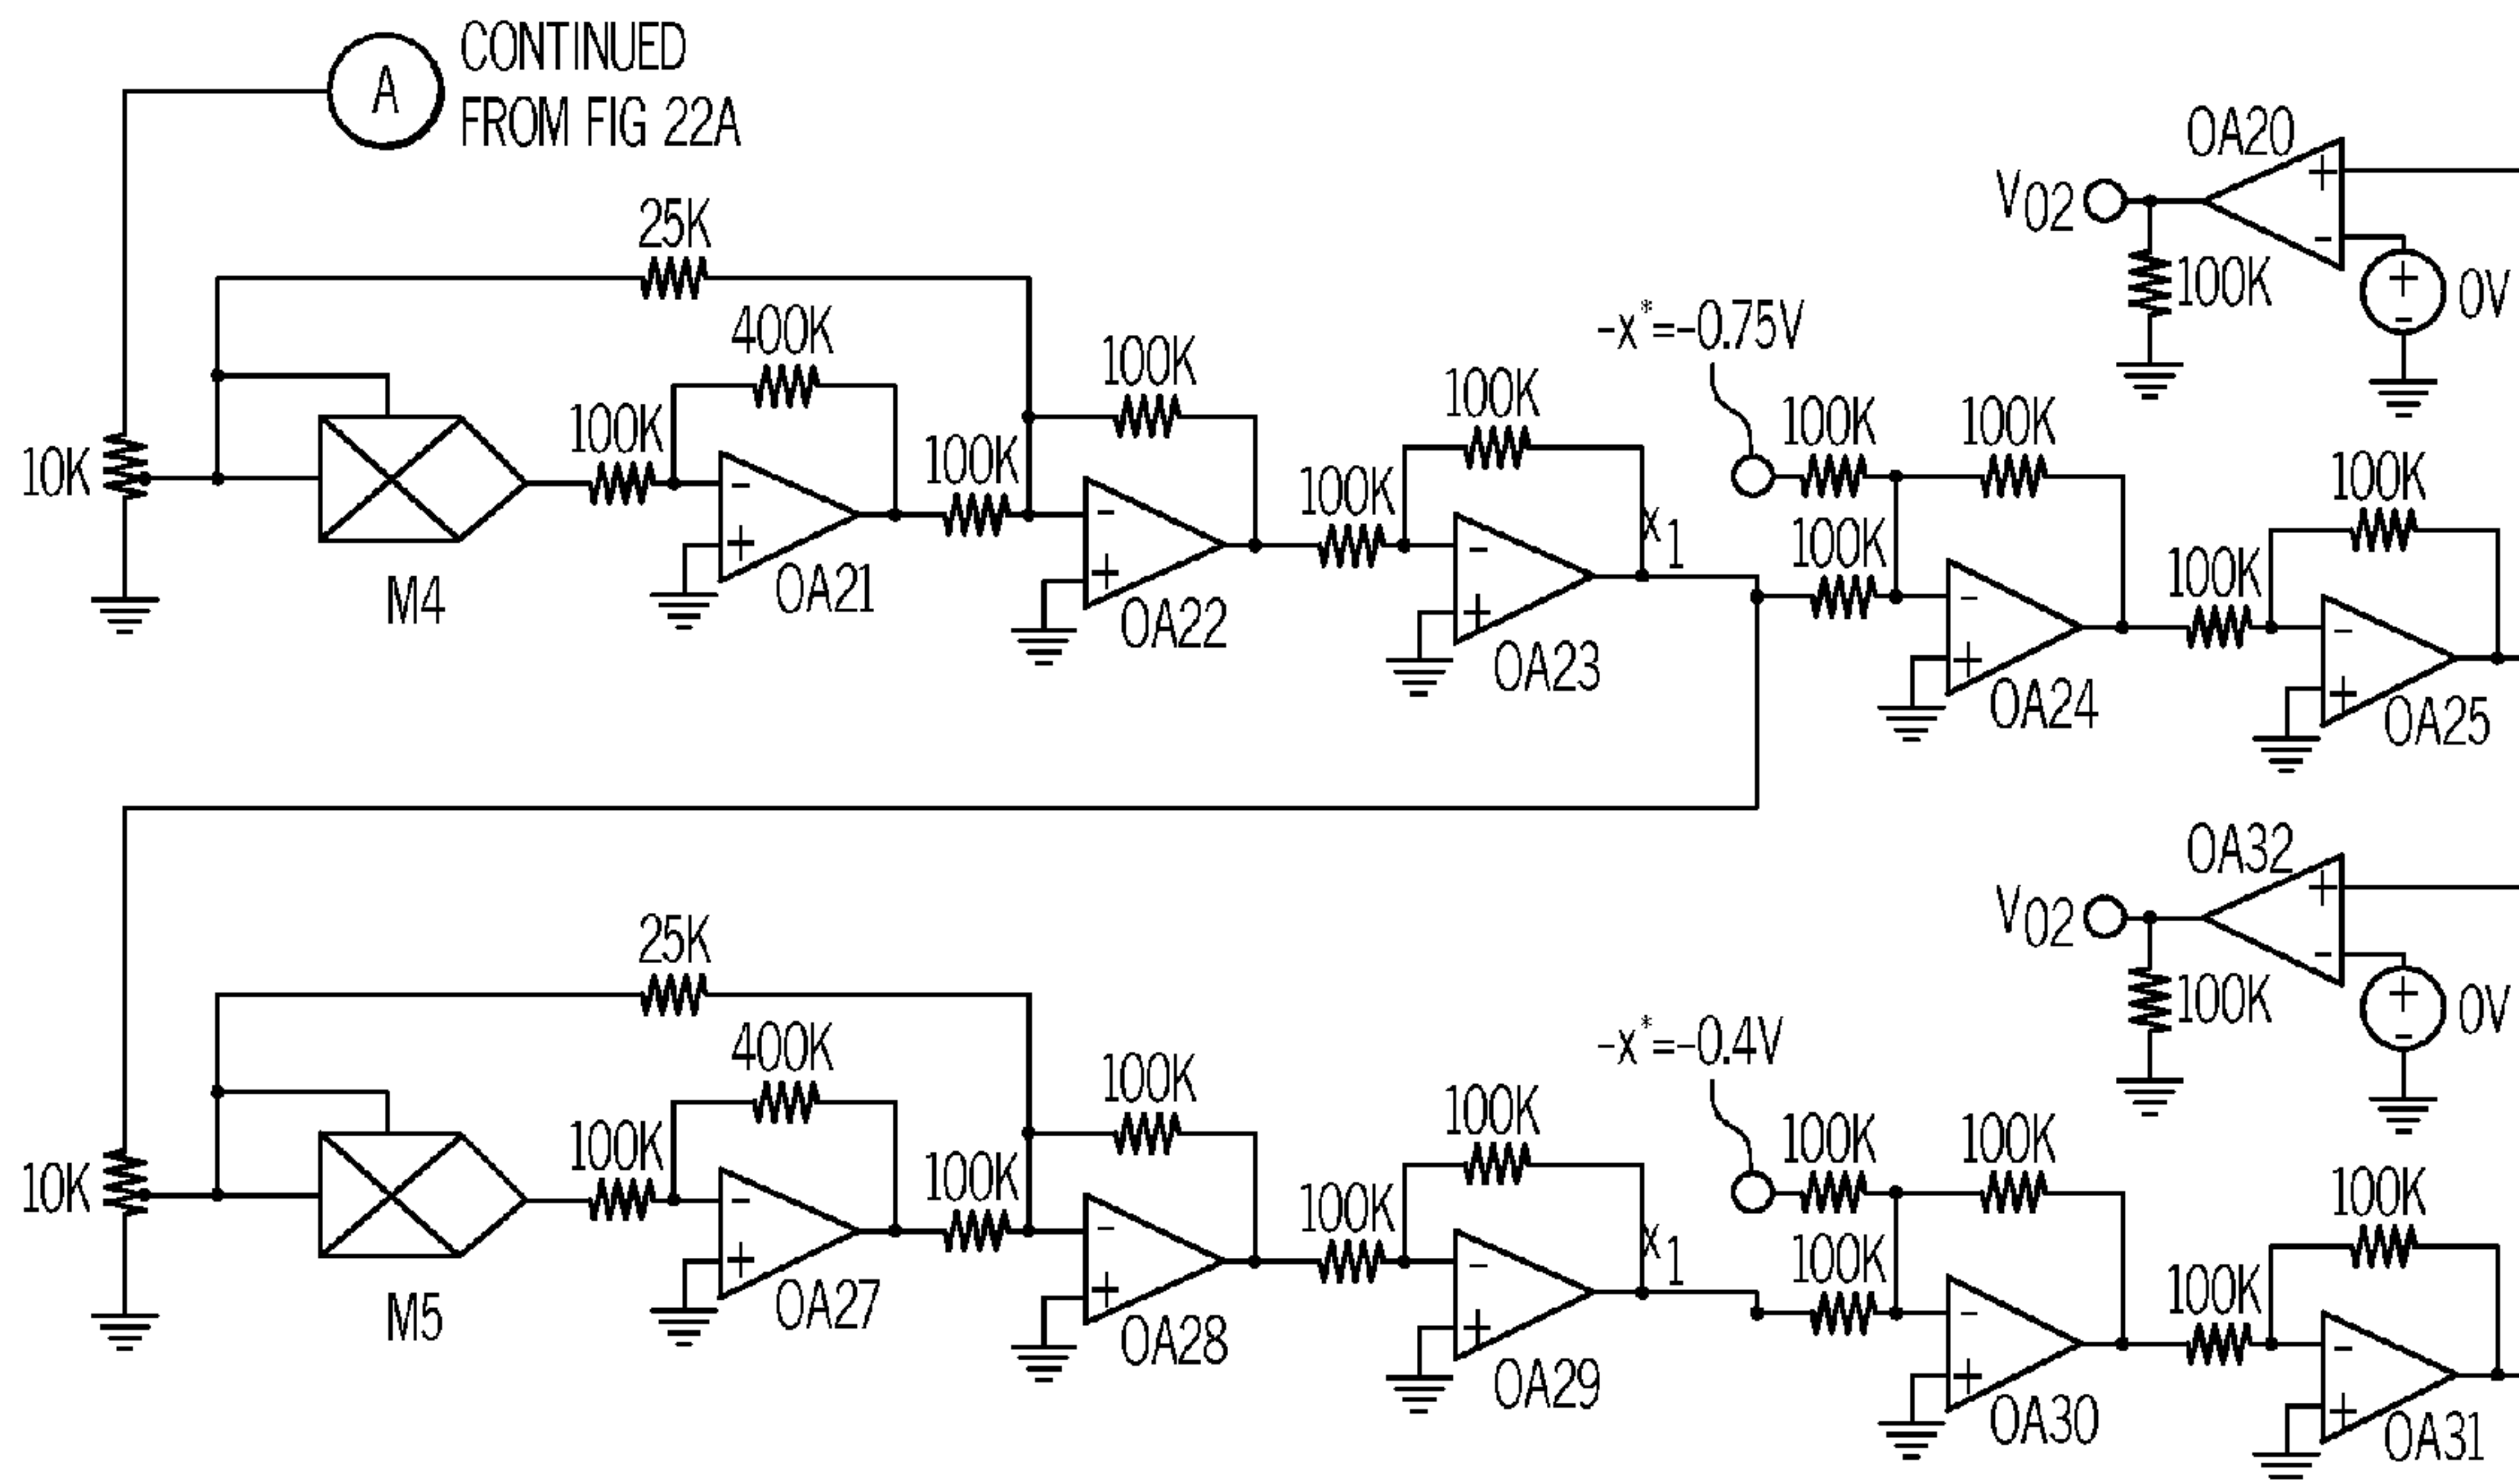 A
CONTINUED
FROM FIG 22A
OA20
VO2
100K
0V
+
-
+
-
25K
400K
100K
10K
100K
100K
-
+
M4
OA21
-
+
OA22
100K
100K
-
+
OA23
x1
-x*=-0.75V
100K
100K
100K
-
+
OA24
100K
100K
-
+
OA25
OA32
VO2
100K
0V
+
-
+
-
25K
400K
100K
10K
100K
100K
-
+
M5
OA27
-
+
OA28
100K
100K
-
+
OA29
x1
-x*=-0.4V
100K
100K
100K
-
+
OA30
100K
100K
-
+
OA31